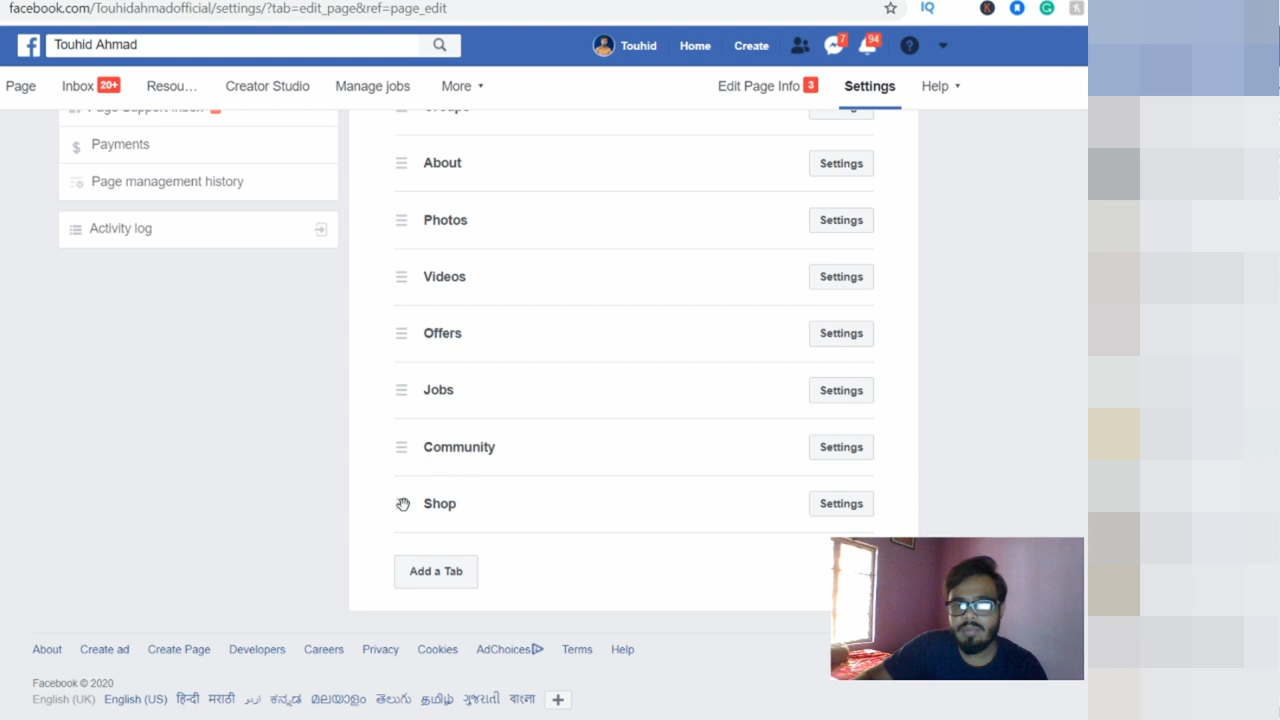 facebook.com/Touhidahmadofficial/settings/?tab=edit_page&ref=page_edit
IQ
K
G
f
Touhid Ahmad
Touhid
Home
Create
7
94
?
Page
Inbox 20+
Resou...
Creator Studio
Manage jobs
More
Edit Page Info 3
Settings
Help
Page Support Inbox
Groups
$ Payments
About
Settings
Page management history
Photos
Settings
Activity log
Videos
Settings
Offers
Settings
Jobs
Settings
Community
Settings
Shop
Settings
Add a Tab
About Create ad Create Page Developers Careers Privacy Cookies AdChoices Terms Help
Facebook © 2020
English (UK) English (US) हिन्दी मराठी اردو ಕನ್ನಡ മലയാളം తెలుగు தமிழ் ગુજરાતી বাংলা +